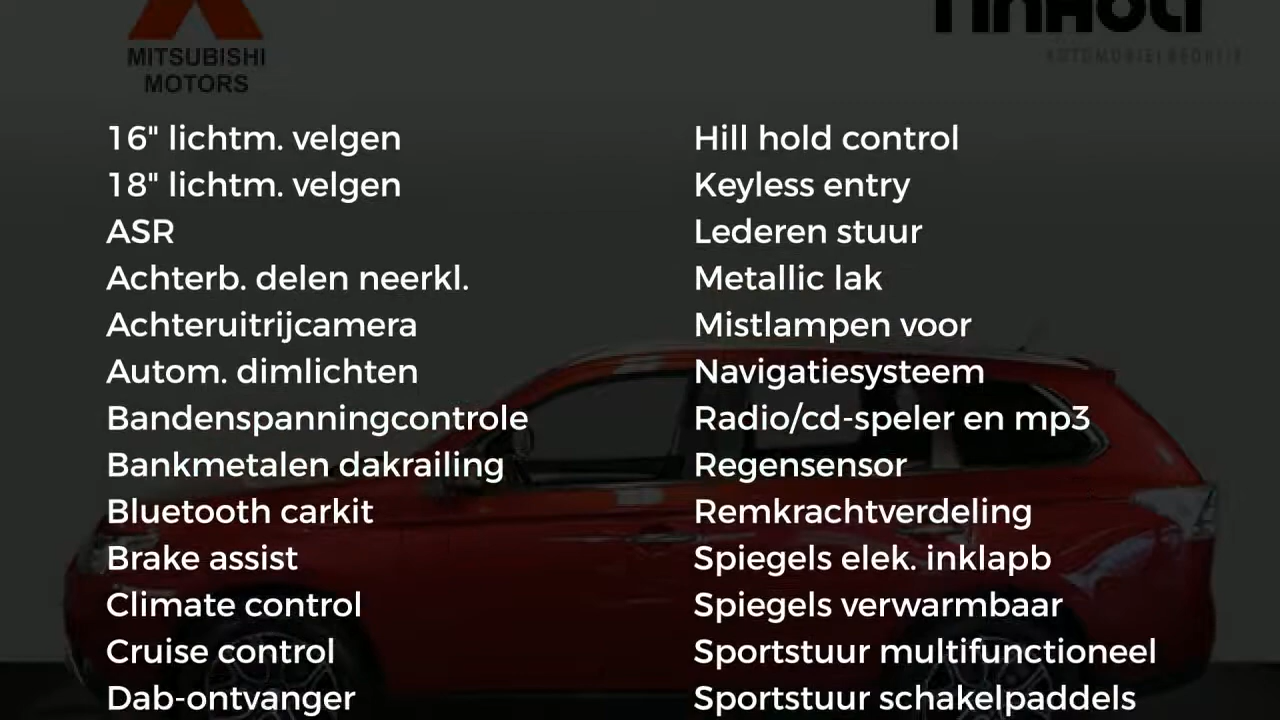 MITSUBISHI
MOTORS
AUTOMOBIELBEDRIJF
16" lichtm. velgen
18" lichtm. velgen
ASR
Achterb. delen neerkl.
Achteruitrijcamera
Autom. dimlichten
Bandenspanningcontrole
Bankmetalen dakrailing
Bluetooth carkit
Brake assist
Climate control
Cruise control
Dab-ontvanger
Hill hold control
Keyless entry
Lederen stuur
Metallic lak
Mistlampen voor
Navigatiesysteem
Radio/cd-speler en mp3
Regensensor
Remkrachtverdeling
Spiegels elek. inklapb
Spiegels verwarmbaar
Sportstuur multifunctioneel
Sportstuur schakelpaddels